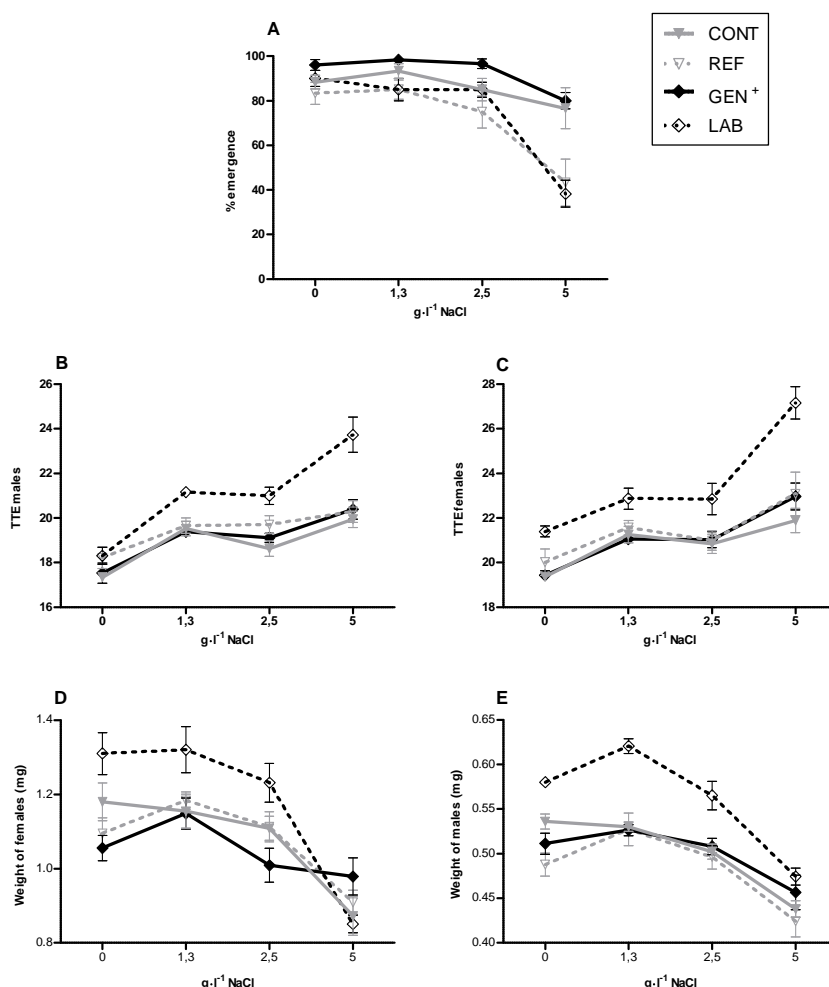 A
CONT
REF
GEN +
LAB
100
80
60
40
20
0
% emergence
0 1,3 2,5 5
g·l⁻¹ NaCl
B
26
24
22
20
18
16
TTE males
0 1,3 2,5 5
g·l⁻¹ NaCl
C
28
26
24
22
20
18
TTE females
0 1,3 2,5 5
g·l⁻¹ NaCl
D
1.4
1.2
1.0
0.8
Weight of females (mg)
0 1,3 2,5 5
g·l⁻¹ NaCl
E
0.65
0.60
0.55
0.50
0.45
0.40
Weight of males (mg)
0 1,3 2,5 5
g·l⁻¹ NaCl